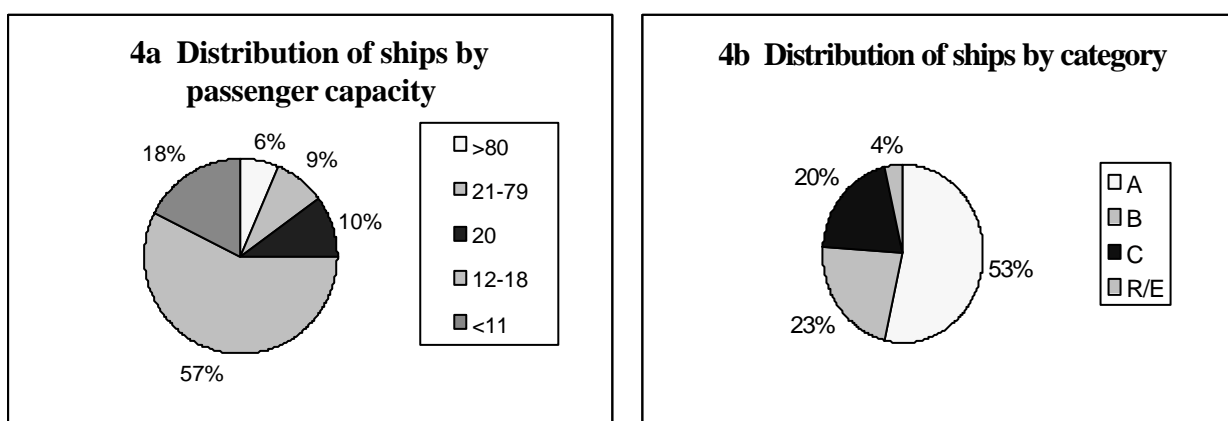 4a Distribution of ships by
passenger capacity
6%
9%
10%
57%
18%
>80
21-79
20
12-18
<11
4b Distribution of ships by category
4%
20%
53%
23%
A
B
C
R/E